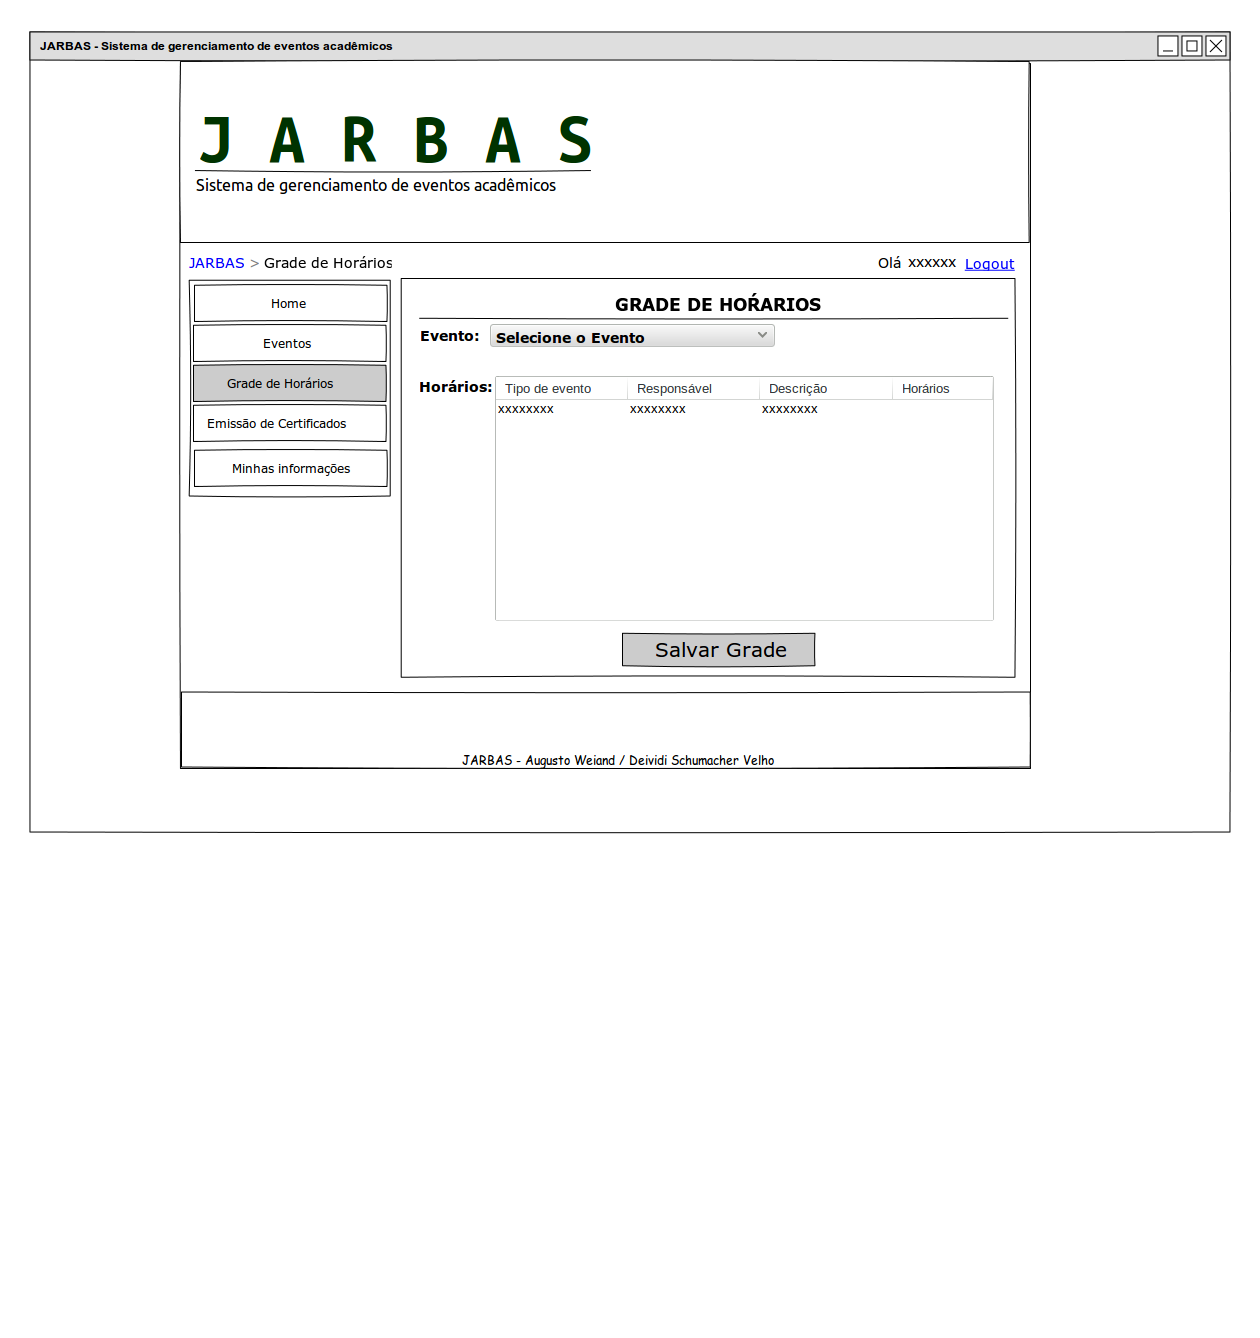 JARBAS - Sistema de gerenciamento de eventos acadêmicos
J A R B A S
Sistema de gerenciamento de eventos acadêmicos
JARBAS > Grade de Horários
Olá xxxxxx Logout
Home
Eventos
Grade de Horários
Emissão de Certificados
Minhas informações
GRADE DE HOŔARIOS
Evento: Selecione o Evento
Horários:
Tipo de evento Responsável Descrição Horários
xxxxxxxx xxxxxxxx xxxxxxxx
Salvar Grade
JARBAS - Augusto Weiand / Deividi Schumacher Velho